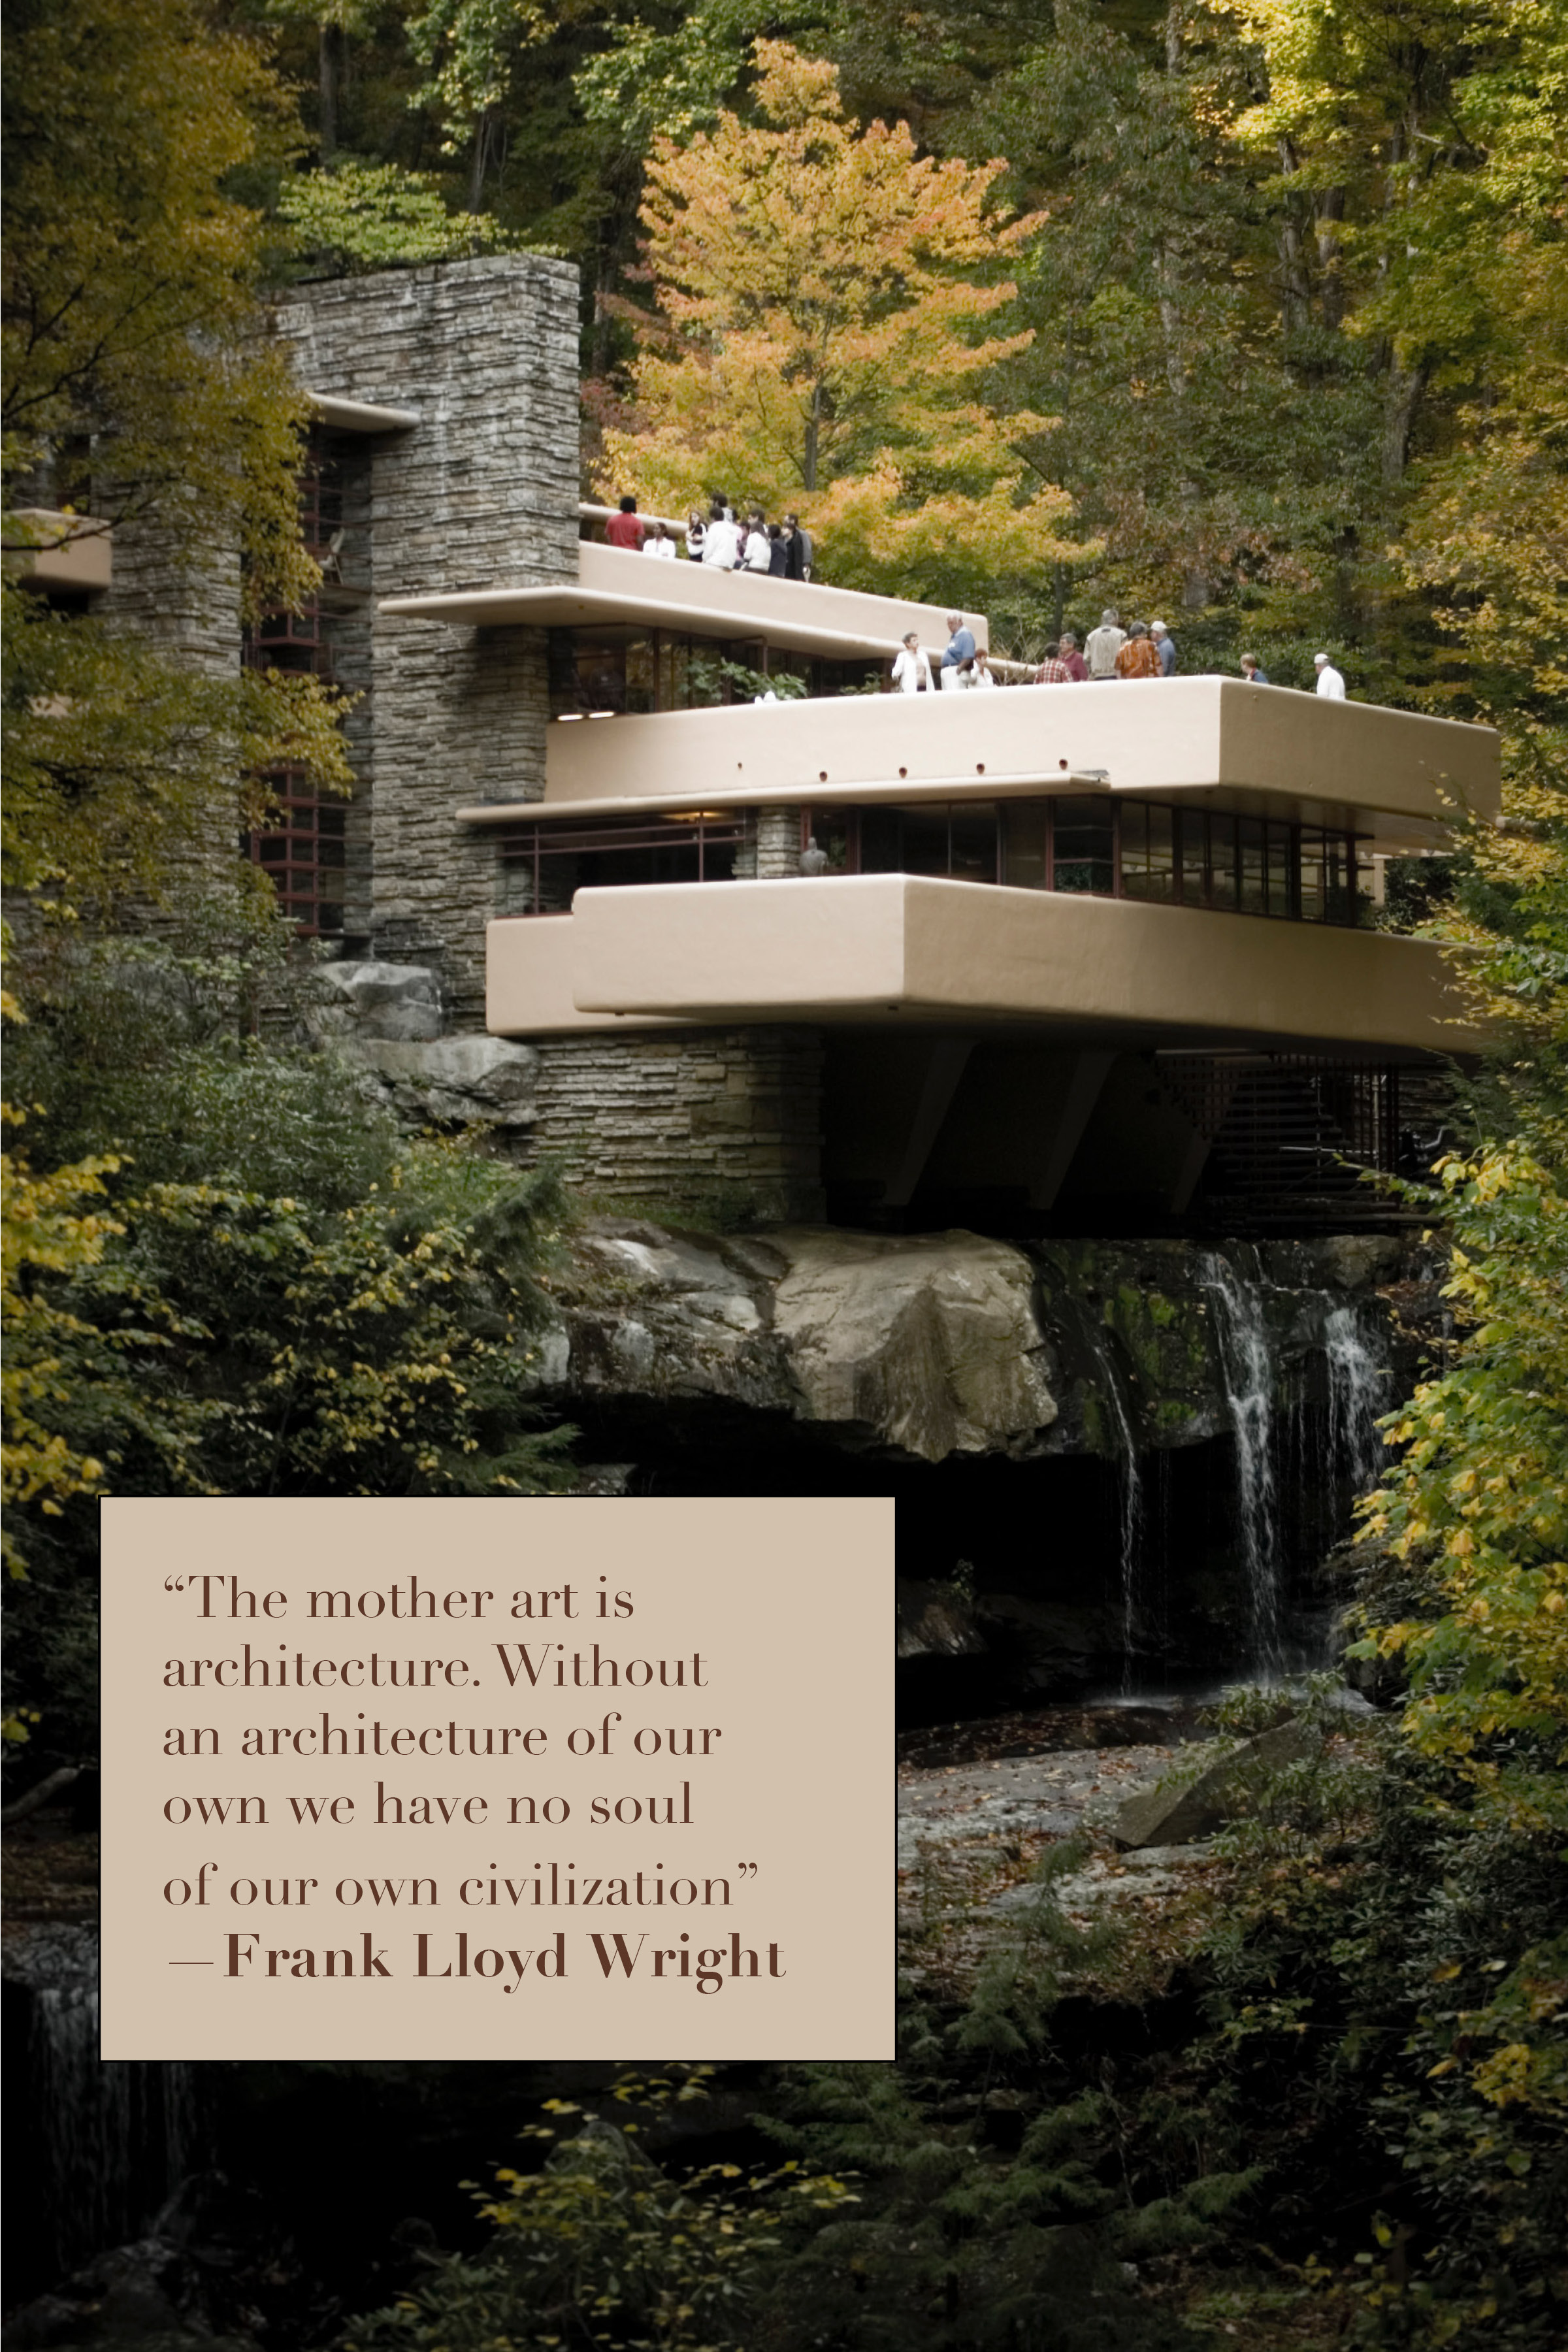 “The mother art is
architecture. Without
an architecture of our
own we have no soul
of our own civilization”
—Frank Lloyd Wright